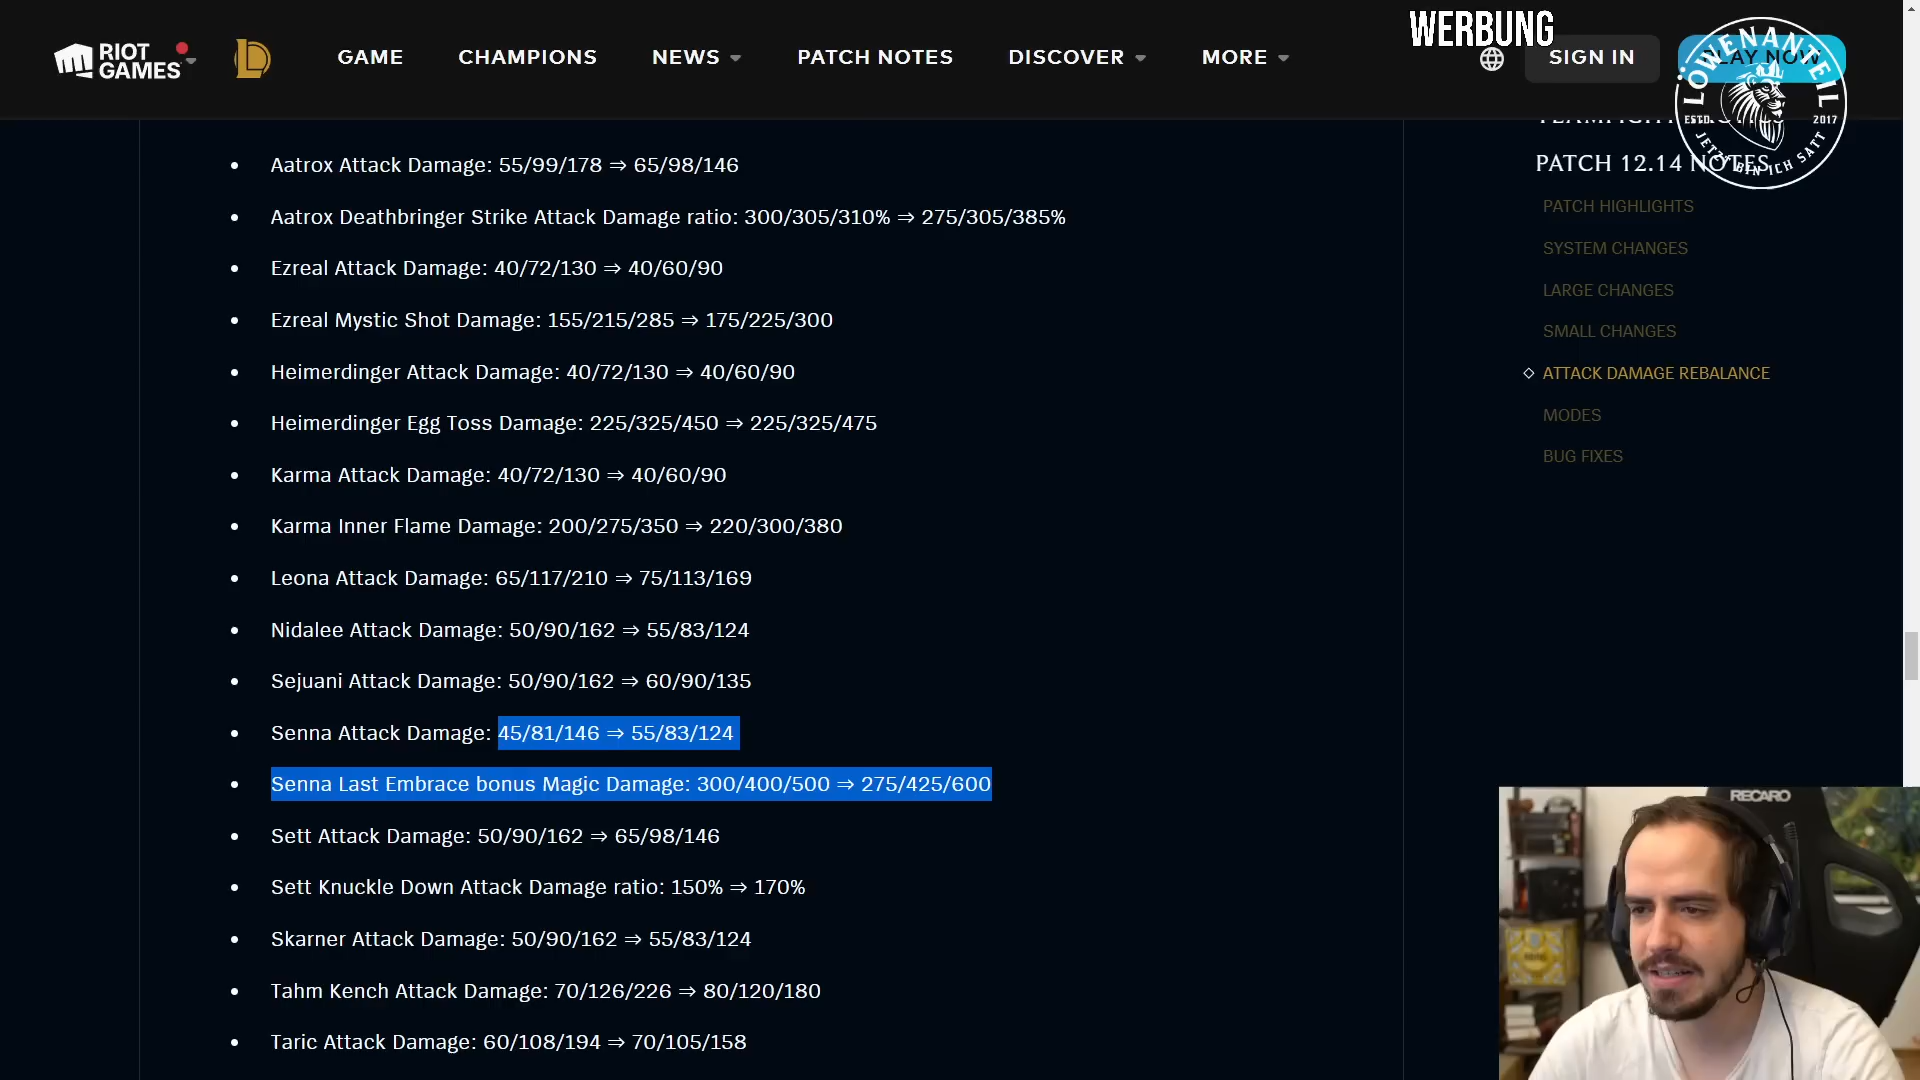 WERBUNG
RIOT GAMES
GAME
CHAMPIONS
NEWS
PATCH NOTES
DISCOVER
MORE
SIGN IN
PLAY NOW
LÖWENANTEIL
ESTD. 2017
JETZT BIN ICH SATT
PATCH 12.14 NOTES
PATCH HIGHLIGHTS
SYSTEM CHANGES
LARGE CHANGES
SMALL CHANGES
ATTACK DAMAGE REBALANCE
MODES
BUG FIXES
• Aatrox Attack Damage: 55/99/178 ⇒ 65/98/146
• Aatrox Deathbringer Strike Attack Damage ratio: 300/305/310% ⇒ 275/305/385%
• Ezreal Attack Damage: 40/72/130 ⇒ 40/60/90
• Ezreal Mystic Shot Damage: 155/215/285 ⇒ 175/225/300
• Heimerdinger Attack Damage: 40/72/130 ⇒ 40/60/90
• Heimerdinger Egg Toss Damage: 225/325/450 ⇒ 225/325/475
• Karma Attack Damage: 40/72/130 ⇒ 40/60/90
• Karma Inner Flame Damage: 200/275/350 ⇒ 220/300/380
• Leona Attack Damage: 65/117/210 ⇒ 75/113/169
• Nidalee Attack Damage: 50/90/162 ⇒ 55/83/124
• Sejuani Attack Damage: 50/90/162 ⇒ 60/90/135
• Senna Attack Damage: 45/81/146 ⇒ 55/83/124
• Senna Last Embrace bonus Magic Damage: 300/400/500 ⇒ 275/425/600
• Sett Attack Damage: 50/90/162 ⇒ 65/98/146
• Sett Knuckle Down Attack Damage ratio: 150% ⇒ 170%
• Skarner Attack Damage: 50/90/162 ⇒ 55/83/124
• Tahm Kench Attack Damage: 70/126/226 ⇒ 80/120/180
• Taric Attack Damage: 60/108/194 ⇒ 70/105/158
RECARO